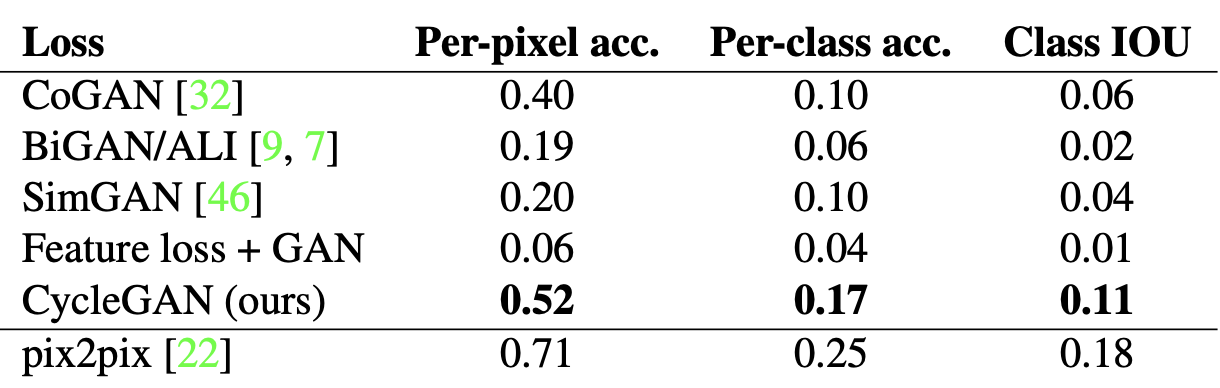 Loss Per-pixel acc. Per-class acc. Class IOU
CoGAN [32] 0.40 0.10 0.06
BiGAN/ALI [9, 7] 0.19 0.06 0.02
SimGAN [46] 0.20 0.10 0.04
Feature loss + GAN 0.06 0.04 0.01
CycleGAN (ours) 0.52 0.17 0.11
pix2pix [22] 0.71 0.25 0.18